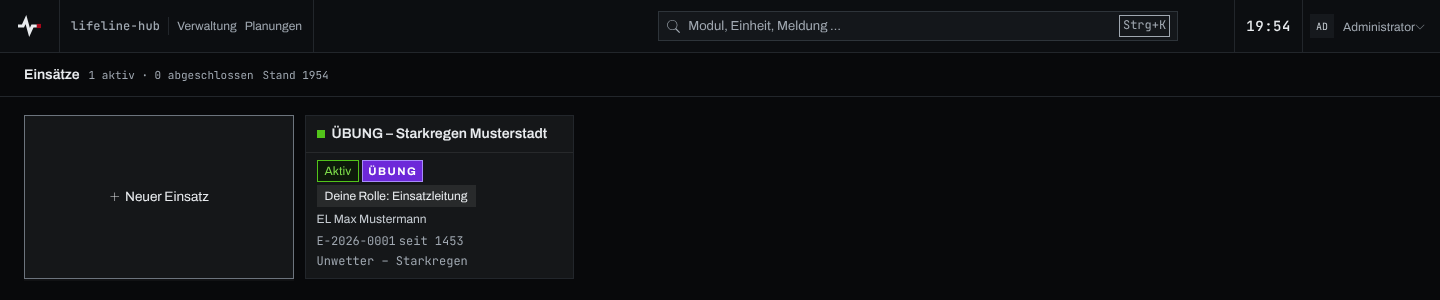 lifeline-hub Verwaltung Planungen Modul, Einheit, Meldung ... Strg+K 19:54 AD Administrator
Einsätze 1 aktiv · 0 abgeschlossen Stand 1954
+ Neuer Einsatz
ÜBUNG – Starkregen Musterstadt
Aktiv ÜBUNG
Deine Rolle: Einsatzleitung
EL Max Mustermann
E-2026-0001 seit 1453
Unwetter – Starkregen